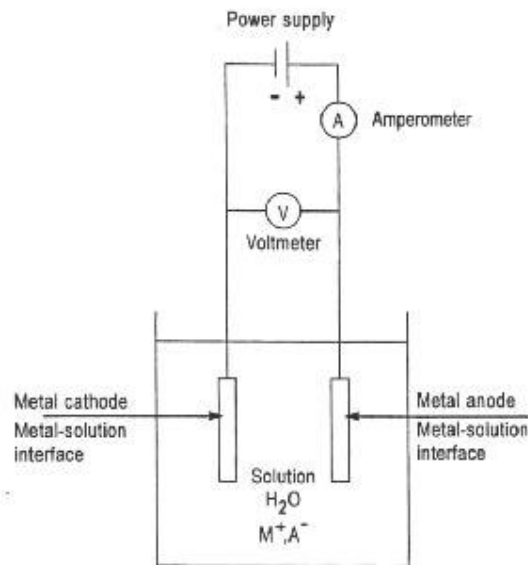 Power supply
- +
A
Amperometer
V
Voltmeter
Metal cathode
Metal-solution
interface
Metal anode
Metal-solution
interface
Solution
H₂O
M⁺,A⁻